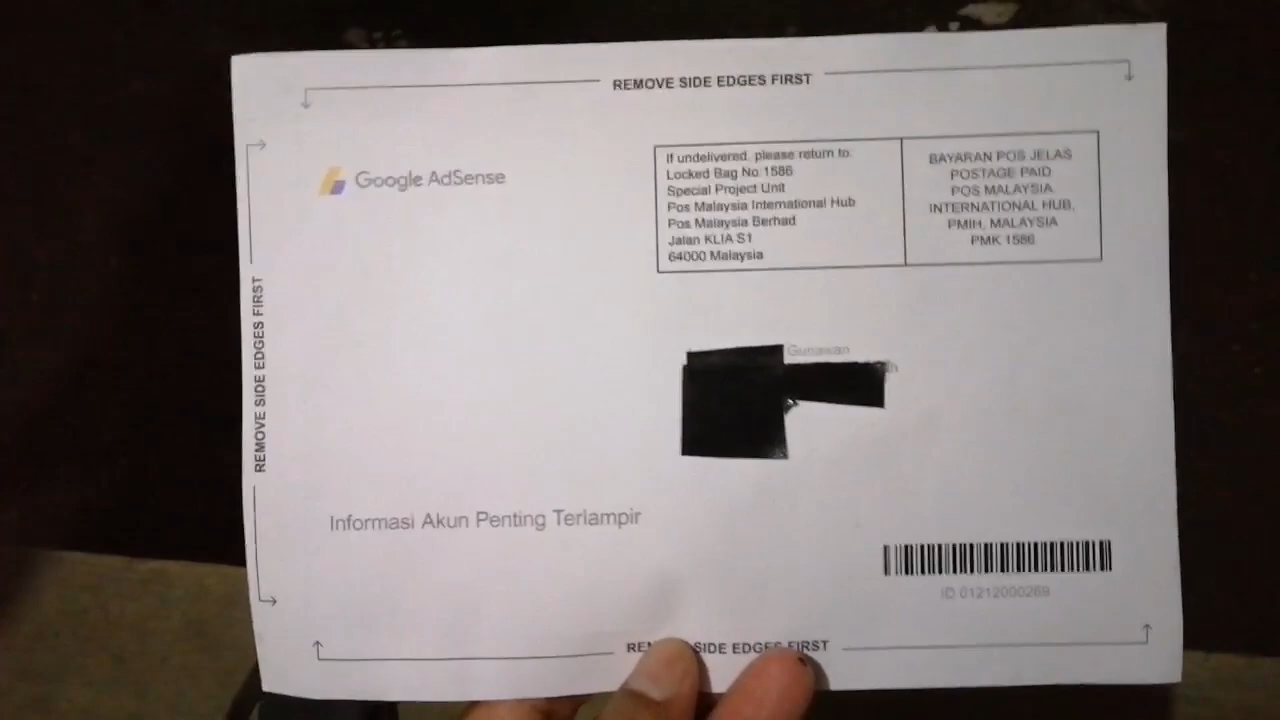 REMOVE SIDE EDGES FIRST
Google AdSense
If undelivered, please return to:
Locked Bag No 1586
Special Project Unit
Pos Malaysia International Hub
Pos Malaysia Berhad
Jalan KLIA S1
64000 Malaysia
BAYARAN POS JELAS
POSTAGE PAID
POS MALAYSIA
INTERNATIONAL HUB,
PMIH, MALAYSIA
PMK 1586
REMOVE SIDE EDGES FIRST
Gunawan
Informasi Akun Penting Terlampir
ID 01212000269
SIDE EDGES FIRST